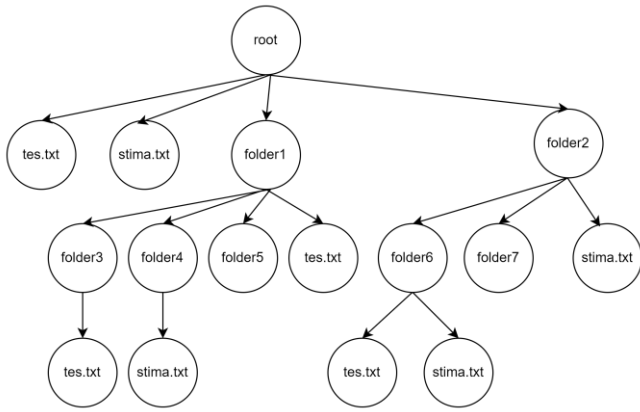 root
tes.txt
stima.txt
folder1
folder2
folder3
folder4
folder5
tes.txt
folder6
folder7
stima.txt
tes.txt
stima.txt
tes.txt
stima.txt